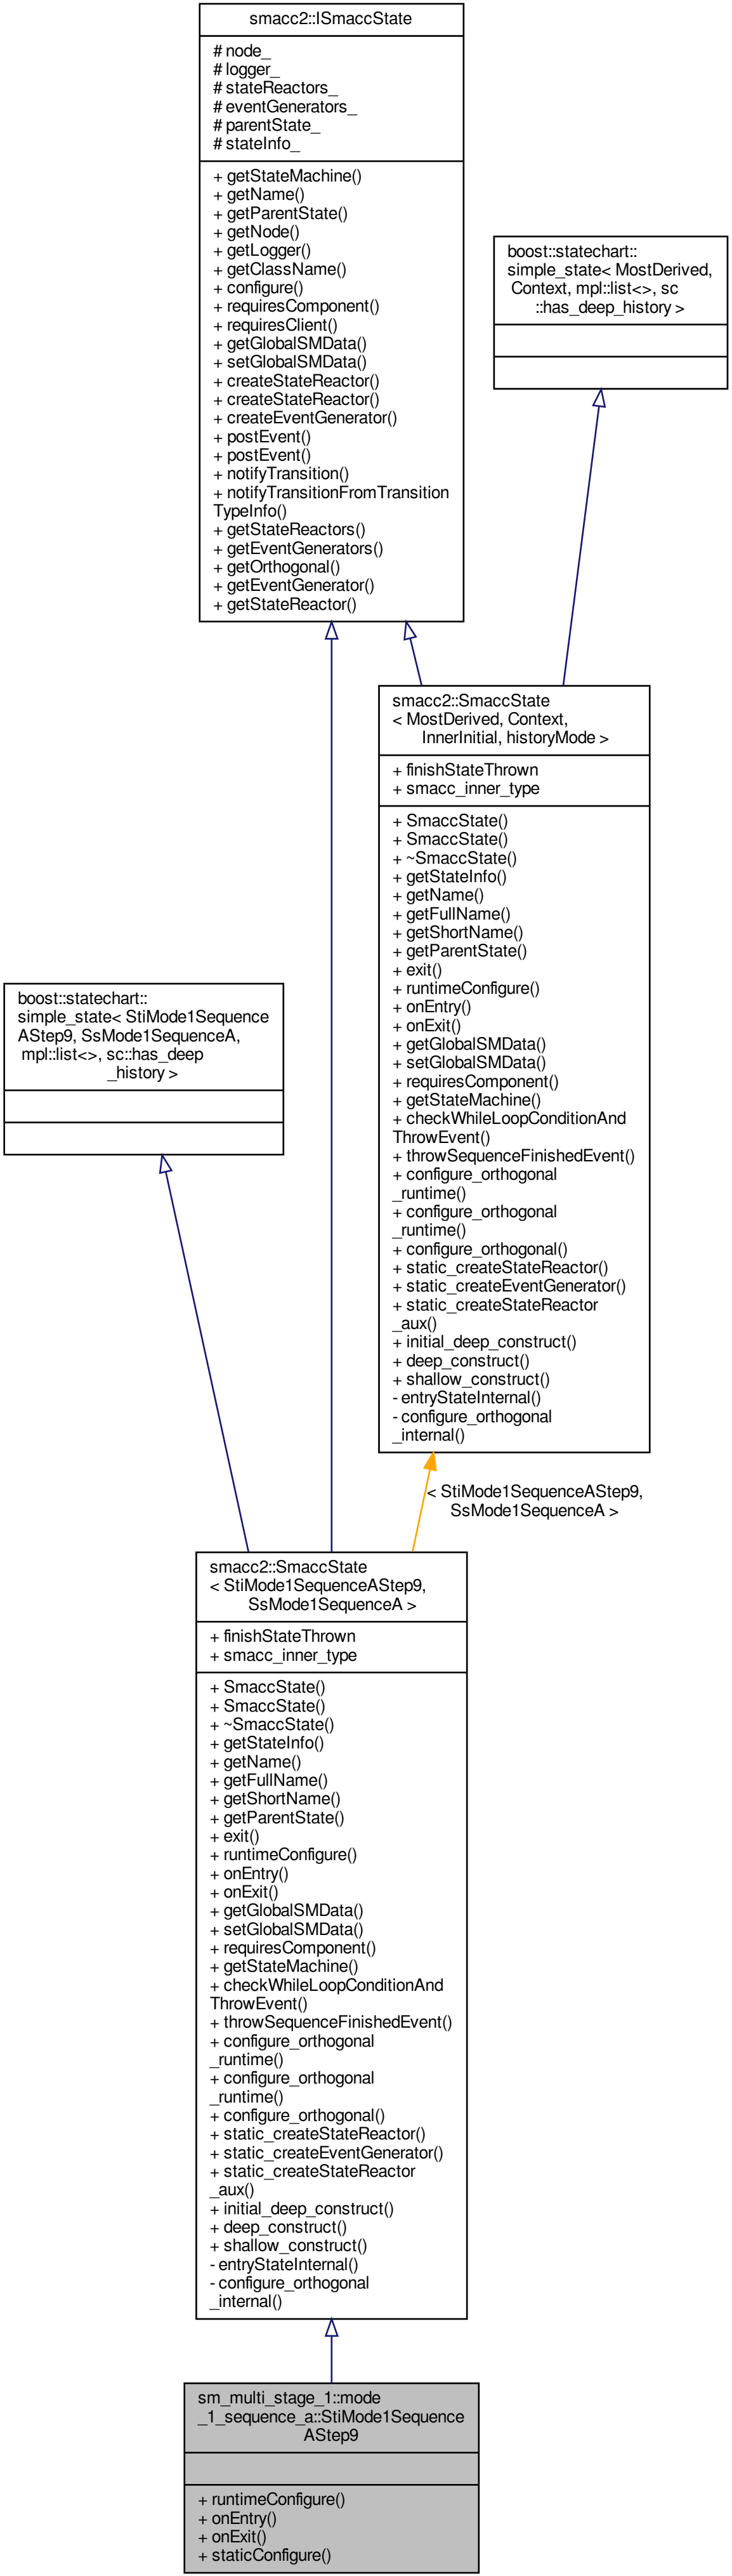 smacc2::ISmaccState
# node_
# logger_
# stateReactors_
# eventGenerators_
# parentState_
# stateInfo_
+ getStateMachine()
+ getName()
+ getParentState()
+ getNode()
+ getLogger()
+ getClassName()
+ configure()
+ requiresComponent()
+ requiresClient()
+ getGlobalSMData()
+ setGlobalSMData()
+ createStateReactor()
+ createStateReactor()
+ createEventGenerator()
+ postEvent()
+ postEvent()
+ notifyTransition()
+ notifyTransitionFromTransition
TypeInfo()
+ getStateReactors()
+ getEventGenerators()
+ getOrthogonal()
+ getEventGenerator()
+ getStateReactor()
boost::statechart::
simple_state< MostDerived,
Context, mpl::list<>, sc
::has_deep_history >
smacc2::SmaccState
< MostDerived, Context,
InnerInitial, historyMode >
+ finishStateThrown
+ smacc_inner_type
+ SmaccState()
+ SmaccState()
+ ~SmaccState()
+ getStateInfo()
+ getName()
+ getFullName()
+ getShortName()
+ getParentState()
+ exit()
+ runtimeConfigure()
+ onEntry()
+ onExit()
+ getGlobalSMData()
+ setGlobalSMData()
+ requiresComponent()
+ getStateMachine()
+ checkWhileLoopConditionAnd
ThrowEvent()
+ throwSequenceFinishedEvent()
+ configure_orthogonal
_runtime()
+ configure_orthogonal
_runtime()
+ configure_orthogonal()
+ static_createStateReactor()
+ static_createEventGenerator()
+ static_createStateReactor
_aux()
+ initial_deep_construct()
+ deep_construct()
+ shallow_construct()
- entryStateInternal()
- configure_orthogonal
_internal()
boost::statechart::
simple_state< StiMode1Sequence
AStep9, SsMode1SequenceA,
mpl::list<>, sc::has_deep
_history >
< StiMode1SequenceAStep9,
SsMode1SequenceA >
smacc2::SmaccState
< StiMode1SequenceAStep9,
SsMode1SequenceA >
+ finishStateThrown
+ smacc_inner_type
+ SmaccState()
+ SmaccState()
+ ~SmaccState()
+ getStateInfo()
+ getName()
+ getFullName()
+ getShortName()
+ getParentState()
+ exit()
+ runtimeConfigure()
+ onEntry()
+ onExit()
+ getGlobalSMData()
+ setGlobalSMData()
+ requiresComponent()
+ getStateMachine()
+ checkWhileLoopConditionAnd
ThrowEvent()
+ throwSequenceFinishedEvent()
+ configure_orthogonal
_runtime()
+ configure_orthogonal
_runtime()
+ configure_orthogonal()
+ static_createStateReactor()
+ static_createEventGenerator()
+ static_createStateReactor
_aux()
+ initial_deep_construct()
+ deep_construct()
+ shallow_construct()
- entryStateInternal()
- configure_orthogonal
_internal()
sm_multi_stage_1::mode
_1_sequence_a::StiMode1Sequence
AStep9
+ runtimeConfigure()
+ onEntry()
+ onExit()
+ staticConfigure()